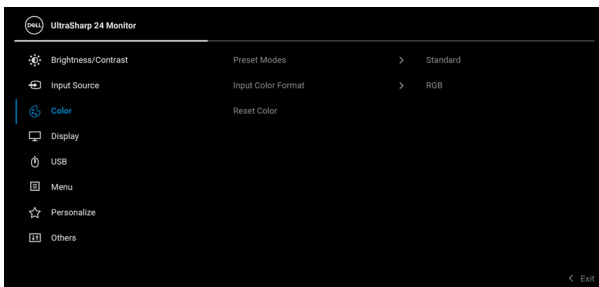 DELL UltraSharp 24 Monitor
Brightness/Contrast Preset Modes > Standard
Input Source Input Color Format > RGB
Color Reset Color
Display
USB
Menu
Personalize
Others
< Exit